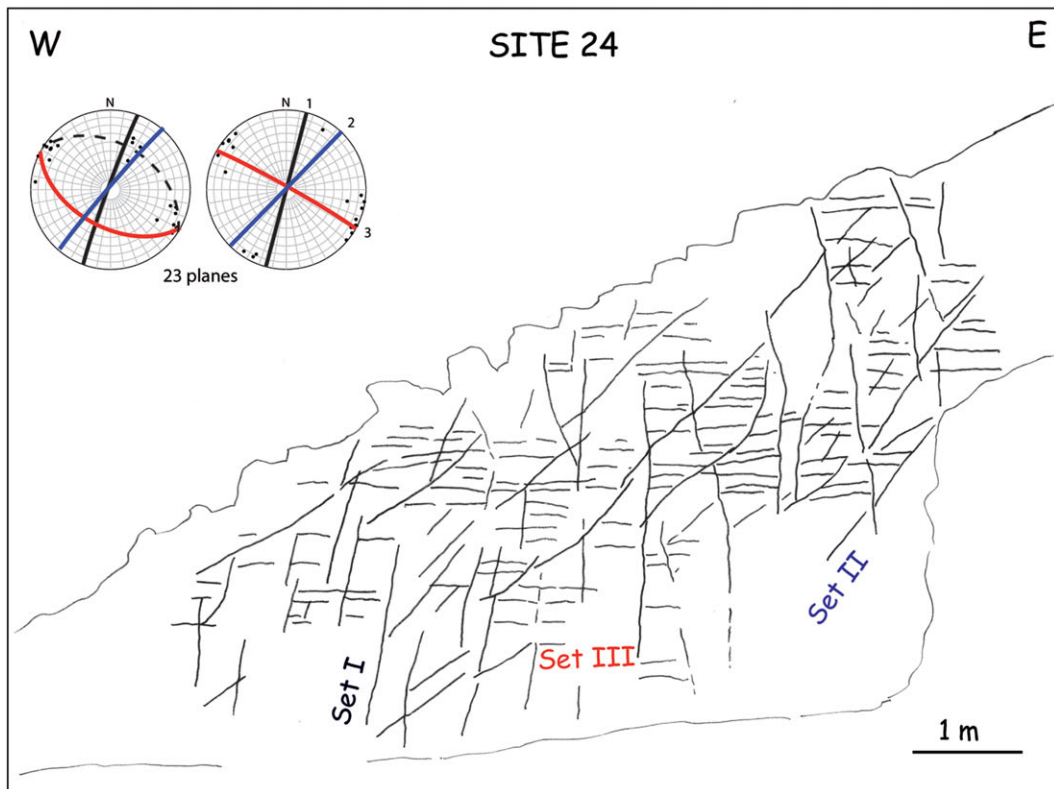 W SITE 24 E
N N 1
2
3
23 planes
Set II
Set III
Set I
1 m